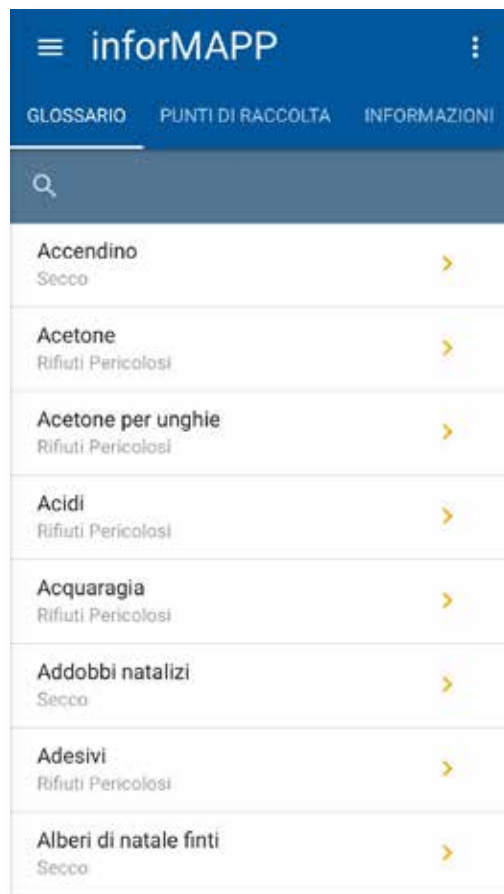 inforMAPP
GLOSSARIO PUNTI DI RACCOLTA INFORMAZIONI
Accendino
Secco
Acetone
Rifiuti Pericolosi
Acetone per unghie
Rifiuti Pericolosi
Acidi
Rifiuti Pericolosi
Acquaragia
Rifiuti Pericolosi
Addobbi natalizi
Secco
Adesivi
Rifiuti Pericolosi
Alberi di natale finti
Secco